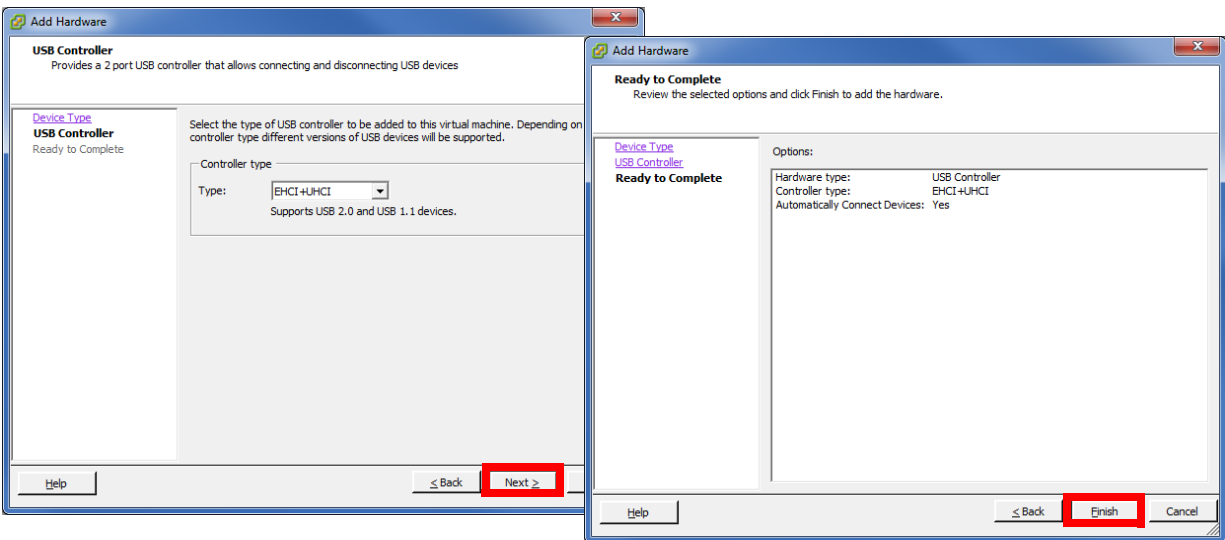 Add Hardware
USB Controller
Provides a 2 port USB controller that allows connecting and disconnecting USB devices
Device Type
USB Controller
Ready to Complete
Select the type of USB controller to be added to this virtual machine. Depending on
controller type different versions of USB devices will be supported.
Controller type
Type: EHCI+UHCI
Supports USB 2.0 and USB 1.1 devices.
Help
< Back
Next >
Add Hardware
Ready to Complete
Review the selected options and click Finish to add the hardware.
Device Type
USB Controller
Ready to Complete
Options:
Hardware type: USB Controller
Controller type: EHCI+UHCI
Automatically Connect Devices: Yes
Help
< Back
Finish
Cancel